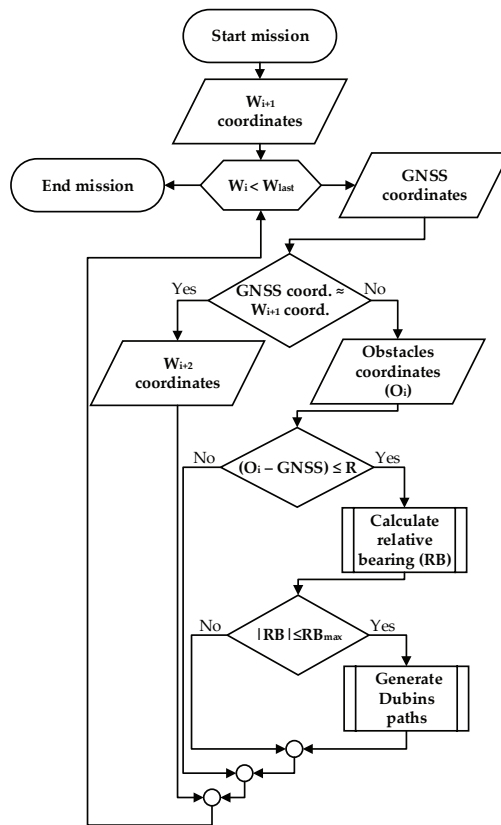 Start mission
Wᵢ₊₁
coordinates
End mission
Wᵢ < Wlast
GNSS
coordinates
Yes
GNSS coord. ≈
Wᵢ₊₁ coord.
No
Wᵢ₊₂
coordinates
Obstacles
coordinates
(Oᵢ)
No
(Oᵢ – GNSS) ≤ R
Yes
Calculate
relative
bearing (RB)
No
|RB|≤RBmax
Yes
Generate
Dubins
paths